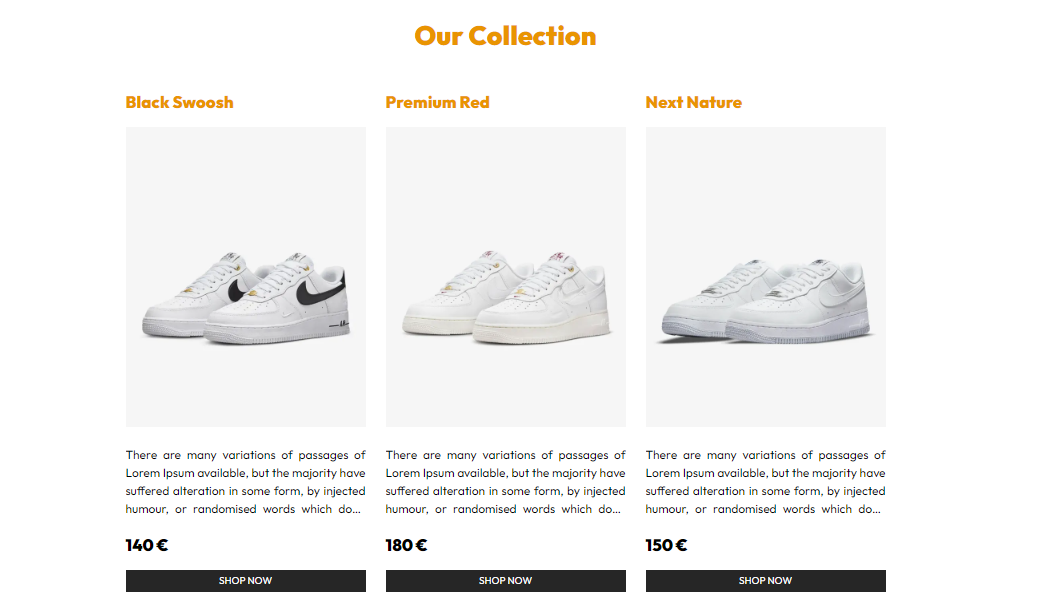 Our Collection
Black Swoosh
There are many variations of passages of
Lorem Ipsum available, but the majority have
suffered alteration in some form, by injected
humour, or randomised words which do...
140 €
SHOP NOW
Premium Red
There are many variations of passages of
Lorem Ipsum available, but the majority have
suffered alteration in some form, by injected
humour, or randomised words which do...
180 €
SHOP NOW
Next Nature
There are many variations of passages of
Lorem Ipsum available, but the majority have
suffered alteration in some form, by injected
humour, or randomised words which do...
150 €
SHOP NOW